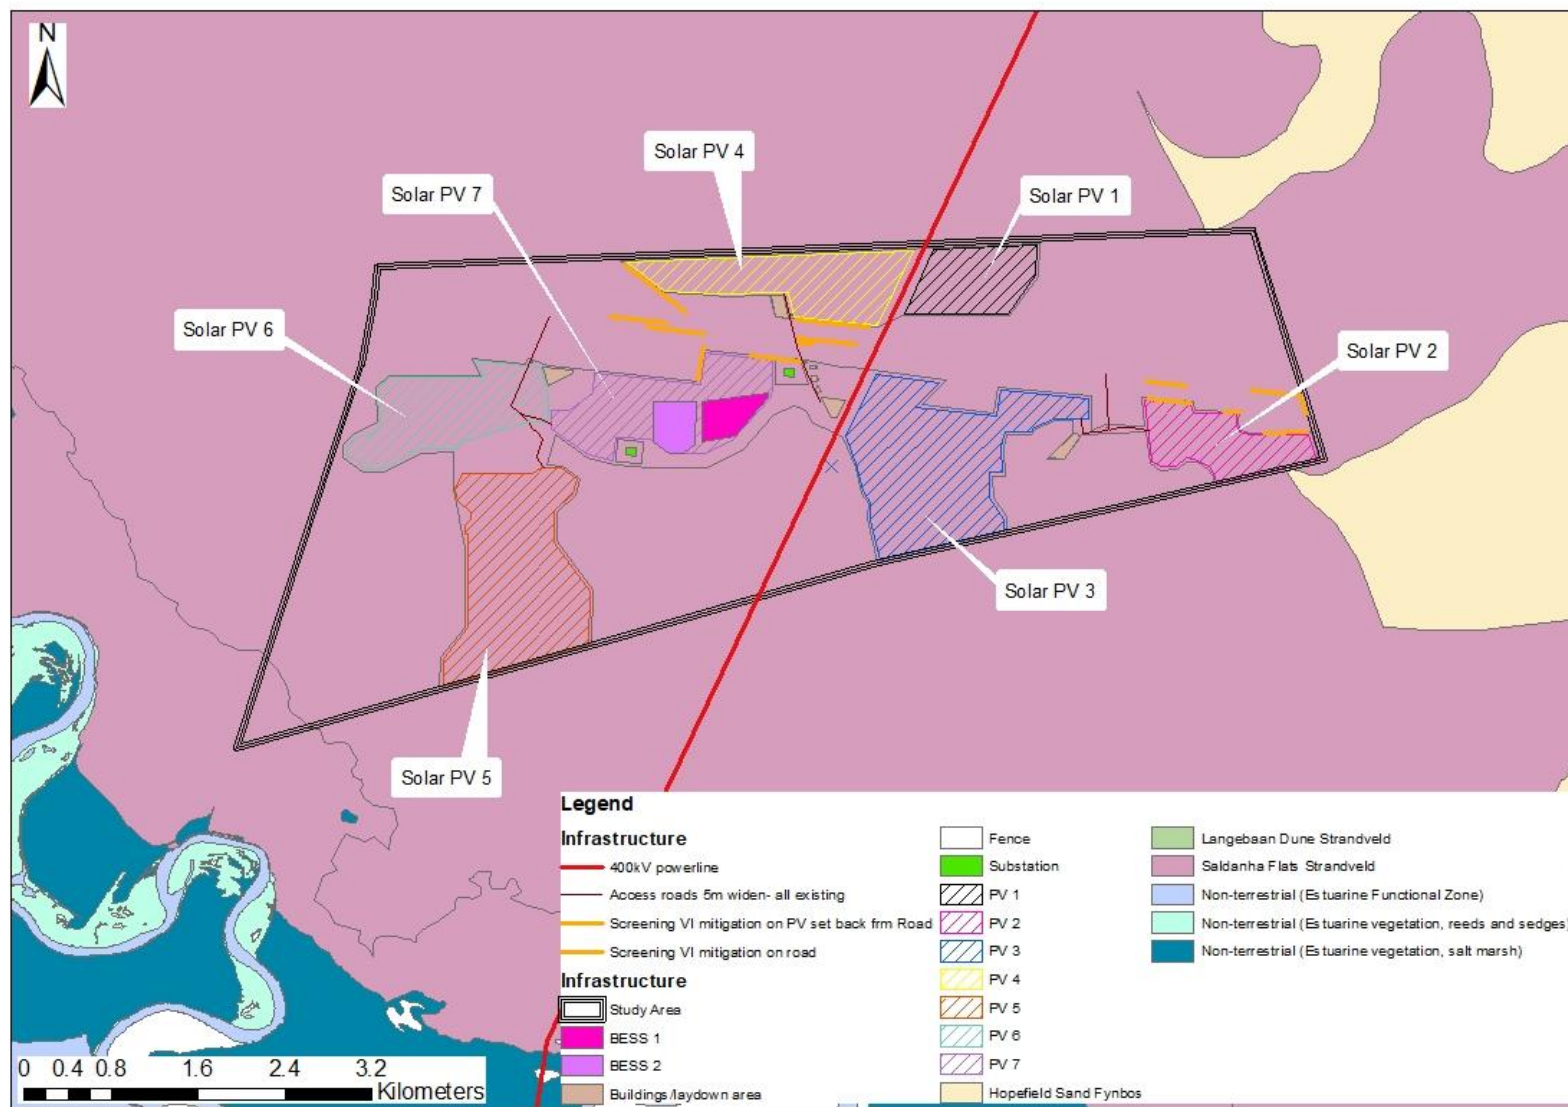 N
Solar PV 4
Solar PV 7
Solar PV 1
Solar PV 6
Solar PV 2
Solar PV 3
Solar PV 5
Legend
Infrastructure
400kV powerline
Access roads 5m widen- all existing
Screening VI mitigation on PV set back frm Road
Screening VI mitigation on road
Infrastructure
Study Area
BESS 1
BESS 2
Buildings/laydown area
Fence
Substation
PV 1
PV 2
PV 3
PV 4
PV 5
PV 6
PV 7
Hopefield Sand Fynbos
Langebaan Dune Strandveld
Saldanha Flats Strandveld
Non-terrestrial (Estuarine Functional Zone)
Non-terrestrial (Estuarine vegetation, reeds and sedges)
Non-terrestrial (Estuarine vegetation, salt marsh)
0 0.4 0.8 1.6 2.4 3.2
Kilometers